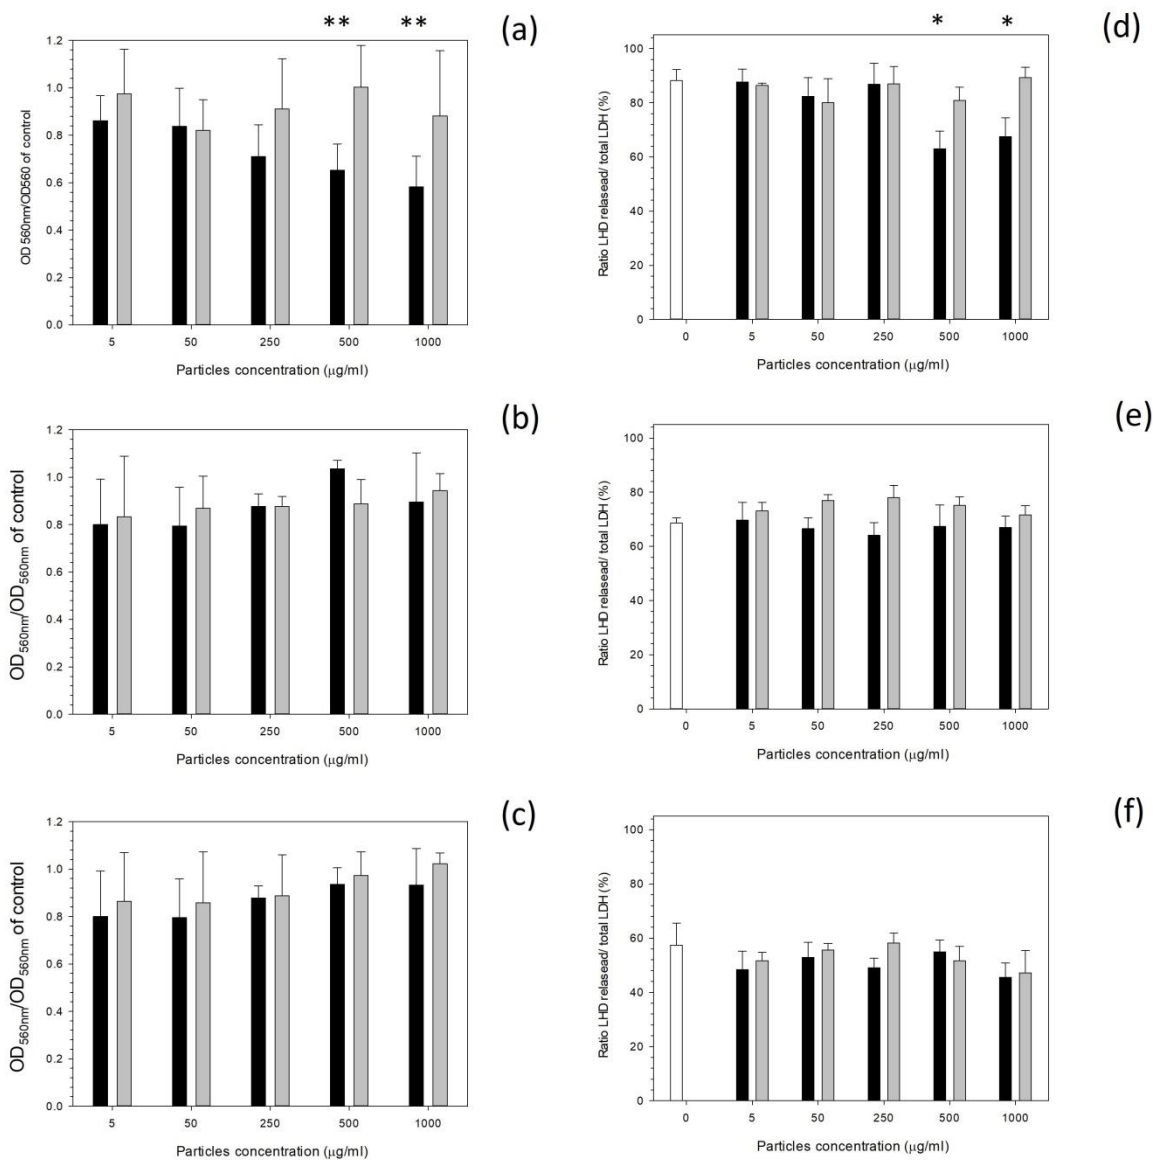 ** **
(a)
OD 560nm/OD560 of control
1.2
1.0
0.8
0.6
0.4
0.2
0.0
5 50 250 500 1000
Particles concentration (μg/ml)
* *
(d)
Ratio LHD relasead/ total LDH (%)
100
80
60
40
20
0
0 5 50 250 500 1000
Particles concentration (μg/ml)
(b)
OD560nm/OD560nm of control
1.2
1.0
0.8
0.6
0.4
0.2
0.0
5 50 250 500 1000
Particles concentration (μg/ml)
(e)
Ratio LHD relasead/ total LDH (%)
100
80
60
40
20
0
0 5 50 250 500 1000
Particles concentration (μg/ml)
(c)
OD560nm/OD560nm of control
1.2
1.0
0.8
0.6
0.4
0.2
0.0
5 50 250 500 1000
Particles concentration (μg/ml)
(f)
Ratio LHD relasead/ total LDH (%)
100
80
60
40
20
0
0 5 50 250 500 1000
Particles concentration (μg/ml)